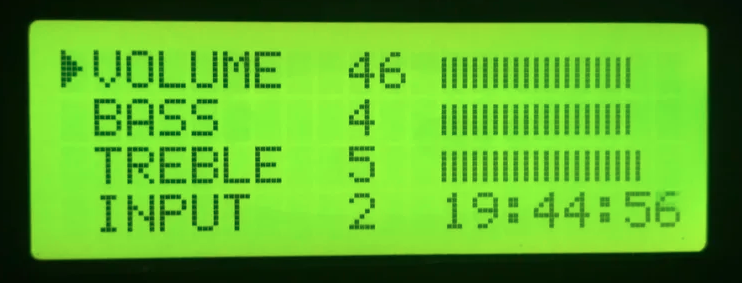 VOLUME 46
BASS 4
TREBLE 5
INPUT 2 19:44:56